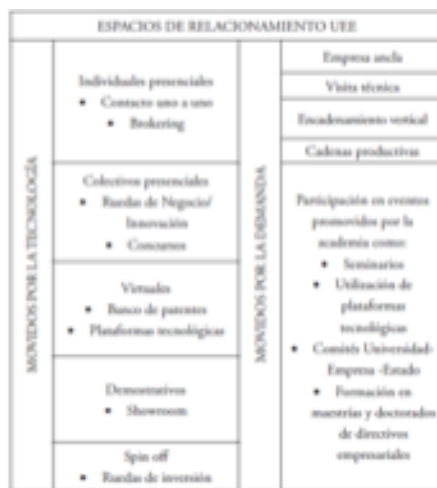 ESPACIOS DE RELACIONAMIENTO UEE
MOVIDOS POR LA TECNOLOGÍA
Individuales presenciales
• Contacto uno a uno
• Brokering
Colectivos presenciales
• Ruedas de Negocio/
Innovación
• Concursos
Virtuales
• Banco de patentes
• Plataformas tecnológicas
Demostrativos
• Showroom
Spin off
• Ruedas de inversión
MOVIDOS POR LA DEMANDA
Empresa ancla
Visita técnica
Encadenamiento vertical
Cadenas productivas
Participación en eventos
promovidos por la
academia como:
• Seminarios
• Utilización de
plataformas
tecnológicas
• Comités Universidad-
Empresa -Estado
• Formación en
maestrías y doctorados
de directivos
empresariales